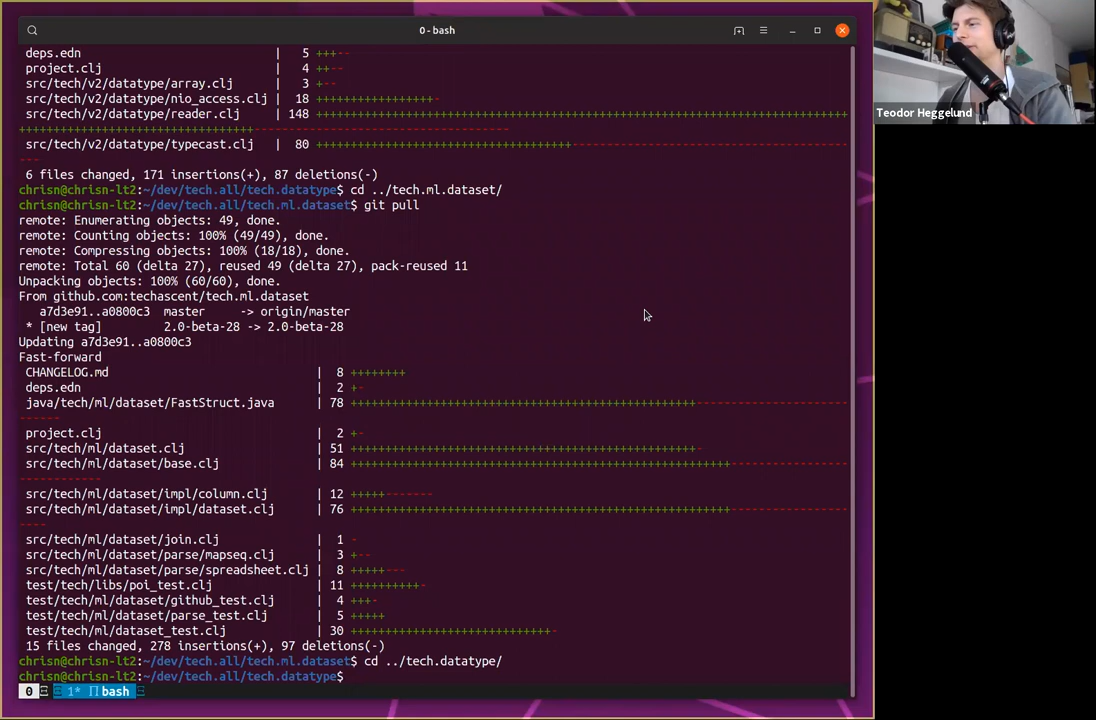 0 - bash
deps.edn | 5 +++--
project.clj | 4 ++--
src/tech/v2/datatype/array.clj | 3 +--
src/tech/v2/datatype/nio_access.clj | 18 +++++++++++++++++-
src/tech/v2/datatype/reader.clj | 148
src/tech/v2/datatype/typecast.clj | 80
---
6 files changed, 171 insertions(+), 87 deletions(-)
chrisn@chrisn-lt2:~/dev/tech.all/tech.datatype$ cd ../tech.ml.dataset/
chrisn@chrisn-lt2:~/dev/tech.all/tech.ml.dataset$ git pull
remote: Enumerating objects: 49, done.
remote: Counting objects: 100% (49/49), done.
remote: Compressing objects: 100% (18/18), done.
remote: Total 60 (delta 27), reused 49 (delta 27), pack-reused 11
Unpacking objects: 100% (60/60), done.
From github.com:techascent/tech.ml.dataset
a7d3e91..a0800c3 master -> origin/master
* [new tag] 2.0-beta-28 -> 2.0-beta-28
Updating a7d3e91..a0800c3
Fast-forward
CHANGELOG.md | 8 ++++++++
deps.edn | 2 +-
java/tech/ml/dataset/FastStruct.java | 78
project.clj | 2 +-
src/tech/ml/dataset.clj | 51
src/tech/ml/dataset/base.clj | 84
src/tech/ml/dataset/impl/column.clj | 12 +++++-------
src/tech/ml/dataset/impl/dataset.clj | 76
----
src/tech/ml/dataset/join.clj | 1 -
src/tech/ml/dataset/parse/mapseq.clj | 3 +--
src/tech/ml/dataset/parse/spreadsheet.clj | 8 +++++---
test/tech/libs/poi_test.clj | 11 ++++++++++-
test/tech/ml/dataset/github_test.clj | 4 +++-
test/tech/ml/dataset/parse_test.clj | 5 +++++
test/tech/ml/dataset_test.clj | 30
15 files changed, 278 insertions(+), 97 deletions(-)
chrisn@chrisn-lt2:~/dev/tech.all/tech.ml.dataset$ cd ../tech.datatype/
chrisn@chrisn-lt2:~/dev/tech.all/tech.datatype$
0 1* bash
Teodor Heggelund